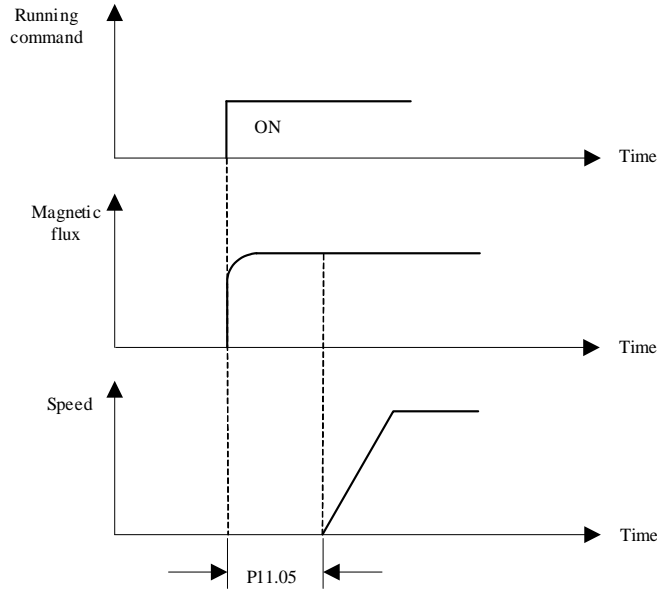 Running
command
ON
Time
Magnetic
flux
Time
Speed
Time
P11.05